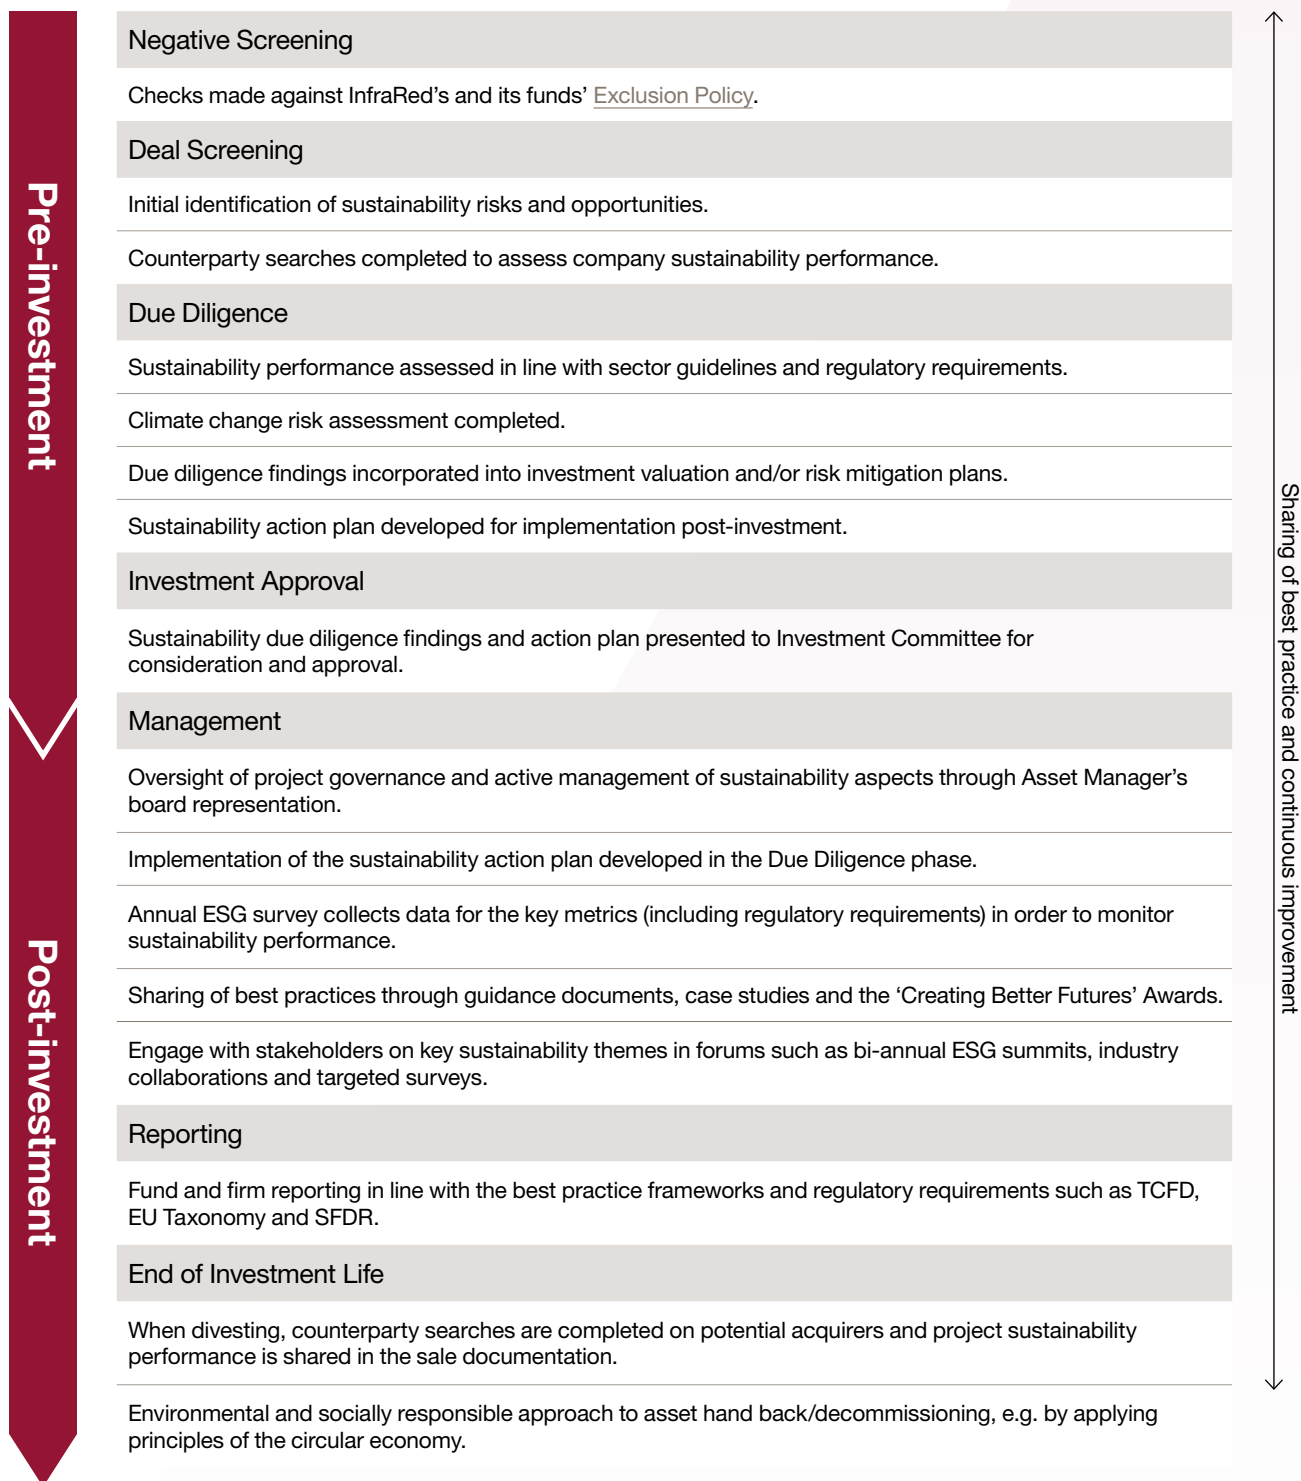 Pre-investment
Negative Screening
Checks made against InfraRed’s and its funds’ Exclusion Policy.
Deal Screening
Initial identification of sustainability risks and opportunities.
Counterparty searches completed to assess company sustainability performance.
Due Diligence
Sustainability performance assessed in line with sector guidelines and regulatory requirements.
Climate change risk assessment completed.
Due diligence findings incorporated into investment valuation and/or risk mitigation plans.
Sustainability action plan developed for implementation post-investment.
Investment Approval
Sustainability due diligence findings and action plan presented to Investment Committee for
consideration and approval.
Post-investment
Management
Oversight of project governance and active management of sustainability aspects through Asset Manager’s
board representation.
Implementation of the sustainability action plan developed in the Due Diligence phase.
Annual ESG survey collects data for the key metrics (including regulatory requirements) in order to monitor
sustainability performance.
Sharing of best practices through guidance documents, case studies and the ‘Creating Better Futures’ Awards.
Engage with stakeholders on key sustainability themes in forums such as bi-annual ESG summits, industry
collaborations and targeted surveys.
Reporting
Fund and firm reporting in line with the best practice frameworks and regulatory requirements such as TCFD,
EU Taxonomy and SFDR.
End of Investment Life
When divesting, counterparty searches are completed on potential acquirers and project sustainability
performance is shared in the sale documentation.
Environmental and socially responsible approach to asset hand back/decommissioning, e.g. by applying
principles of the circular economy.
Sharing of best practice and continuous improvement